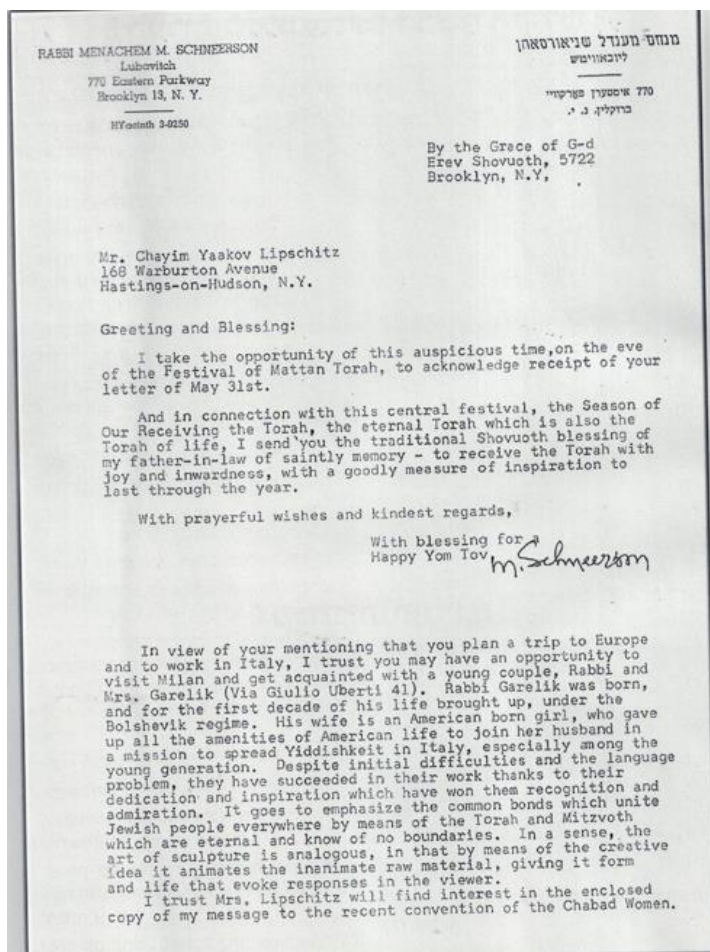 RABBI MENACHEM M. SCHNEERSON
Lubavitch
770 Eastern Parkway
Brooklyn 13, N. Y.
HYacinth 3-9250
מנחם מענדל שניאורסאהן
ליובאוויטש
770 איסטערן פארקוויי
ברוקלין, נ. י.
By the Grace of G-d
Erev Shovuoth, 5722
Brooklyn, N.Y,
Mr. Chayim Yaakov Lipschitz
168 Warburton Avenue
Hastings-on-Hudson, N.Y.
Greeting and Blessing:
I take the opportunity of this auspicious time,on the eve
of the Festival of Mattan Torah, to acknowledge receipt of your
letter of May 31st.
And in connection with this central festival, the Season of
Our Receiving the Torah, the eternal Torah which is also the
Torah of life, I send you the traditional Shovuoth blessing of
my father-in-law of saintly memory - to receive the Torah with
joy and inwardness, with a goodly measure of inspiration to
last through the year.
With prayerful wishes and kindest regards,
With blessing for a
Happy Yom Tov
M. Schneerson
In view of your mentioning that you plan a trip to Europe
and to work in Italy, I trust you may have an opportunity to
visit Milan and get acquainted with a young couple, Rabbi and
Mrs. Garelik (Via Giulio Uberti 41). Rabbi Garelik was born,
and for the first decade of his life brought up, under the
Bolshevik regime. His wife is an American born girl, who gave
up all the amenities of American life to join her husband in
a mission to spread Yiddishkeit in Italy, especially among the
young generation. Despite initial difficulties and the language
problem, they have succeeded in their work thanks to their
dedication and inspiration which have won them recognition and
admiration. It goes to emphasize the common bonds which unite
Jewish people everywhere by means of the Torah and Mitzvoth
which are eternal and know of no boundaries. In a sense, the
art of sculpture is analogous, in that by means of the creative
idea it animates the inanimate raw material, giving it form
and life that evoke responses in the viewer.
I trust Mrs. Lipschitz will find interest in the enclosed
copy of my message to the recent convention of the Chabad Women.